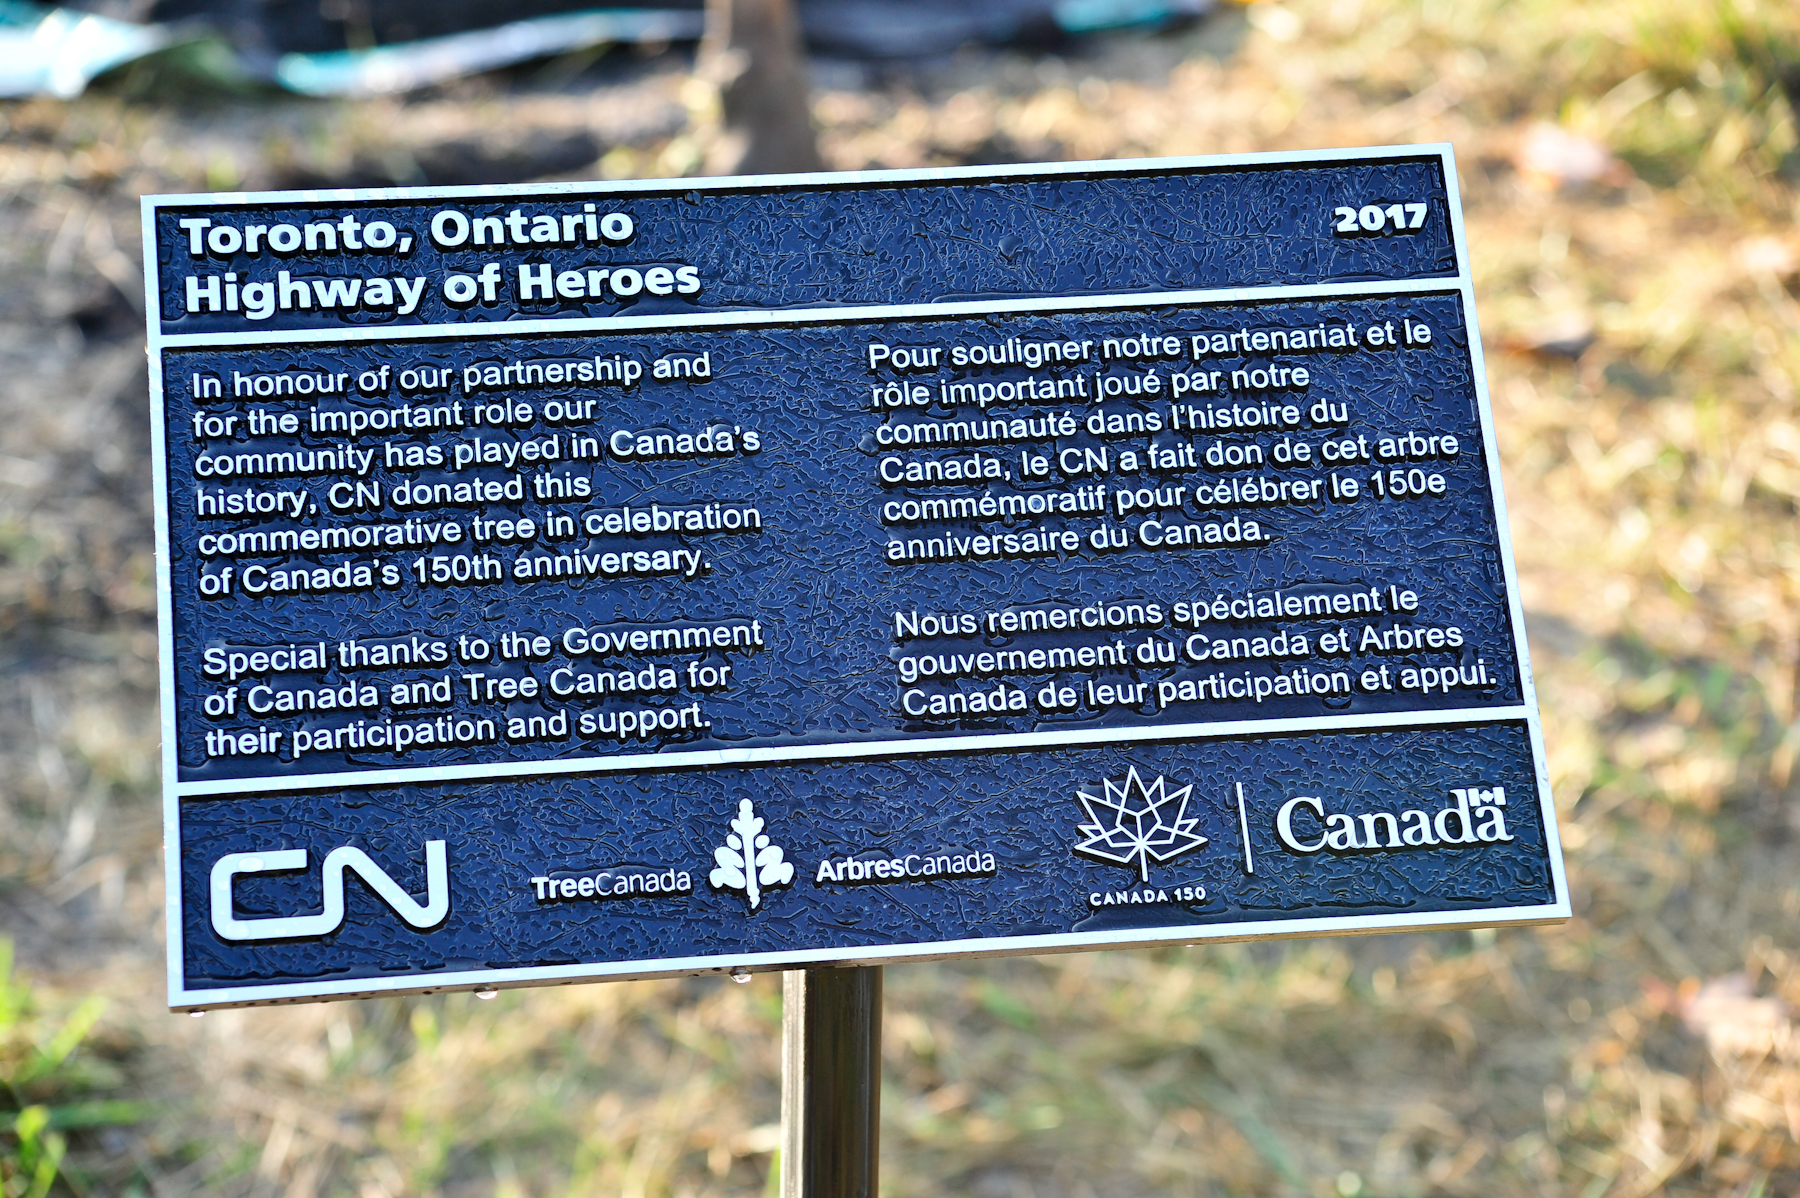 Toronto, Ontario
Highway of Heroes
2017
In honour of our partnership and
for the important role our
community has played in Canada's
history, CN donated this
commemorative tree in celebration
of Canada's 150th anniversary.
Special thanks to the Government
of Canada and Tree Canada for
their participation and support.
Pour souligner notre partenariat et le
rôle important joué par notre
communauté dans l'histoire du
Canada, le CN a fait don de cet arbre
commémoratif pour célébrer le 150e
anniversaire du Canada.
Nous remercions spécialement le
gouvernement du Canada et Arbres
Canada de leur participation et appui.
CN
TreeCanada
ArbresCanada
CANADA 150
Canada